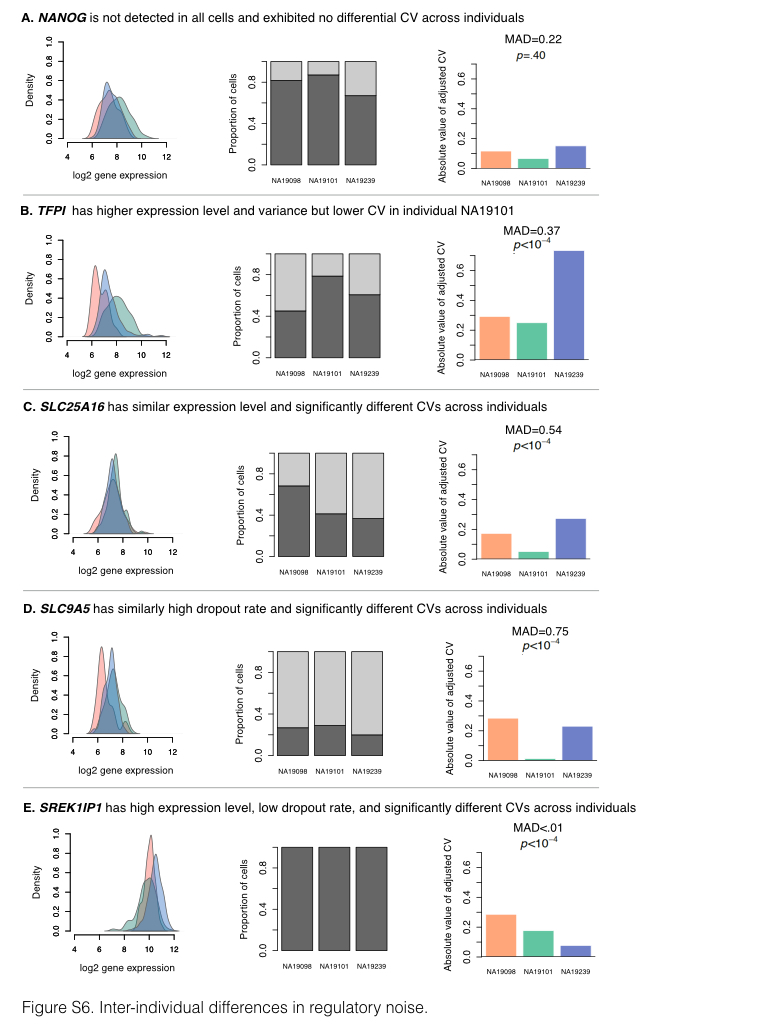 A. NANOG is not detected in all cells and exhibited no differential CV across individuals
MAD=0.22
p=.40
Density
0.0 0.2 0.4 0.6 0.8 1.0
4 6 8 10 12
log2 gene expression
Proportion of cells
0.0 0.4 0.8
NA19098 NA19101 NA19239
Absolute value of adjusted CV
0.0 0.2 0.4 0.6
NA19098 NA19101 NA19239
B. TFPI has higher expression level and variance but lower CV in individual NA19101
MAD=0.37
p<10⁻⁴
Density
0.0 0.2 0.4 0.6 0.8 1.0
4 6 8 10 12
log2 gene expression
Proportion of cells
0.0 0.4 0.8
NA19098 NA19101 NA19239
Absolute value of adjusted CV
0.0 0.2 0.4 0.6
NA19098 NA19101 NA19239
C. SLC25A16 has similar expression level and significantly different CVs across individuals
MAD=0.54
p<10⁻⁴
Density
0.0 0.2 0.4 0.6 0.8 1.0
4 6 8 10 12
log2 gene expression
Proportion of cells
0.0 0.4 0.8
NA19098 NA19101 NA19239
Absolute value of adjusted CV
0.0 0.2 0.4 0.6
NA19098 NA19101 NA19239
D. SLC9A5 has similarly high dropout rate and significantly different CVs across individuals
MAD=0.75
p<10⁻⁴
Density
0.0 0.2 0.4 0.6 0.8 1.0
4 6 8 10 12
log2 gene expression
Proportion of cells
0.0 0.4 0.8
NA19098 NA19101 NA19239
Absolute value of adjusted CV
0.0 0.2 0.4 0.6
NA19098 NA19101 NA19239
E. SREK1IP1 has high expression level, low dropout rate, and significantly different CVs across individuals
MAD<.01
p<10⁻⁴
Density
0.0 0.2 0.4 0.6 0.8 1.0
4 6 8 10 12
log2 gene expression
Proportion of cells
0.0 0.4 0.8
NA19098 NA19101 NA19239
Absolute value of adjusted CV
0.0 0.2 0.4 0.6
NA19098 NA19101 NA19239
Figure S6. Inter-individual differences in regulatory noise.